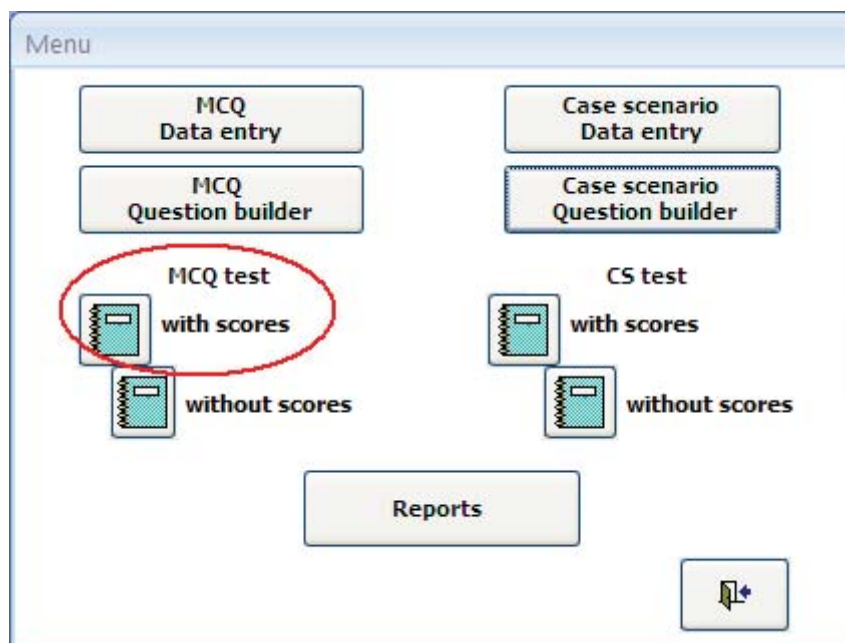 Menu
MCQ
Data entry
Case scenario
Data entry
MCQ
Question builder
Case scenario
Question builder
MCQ test
CS test
with scores
with scores
without scores
without scores
Reports